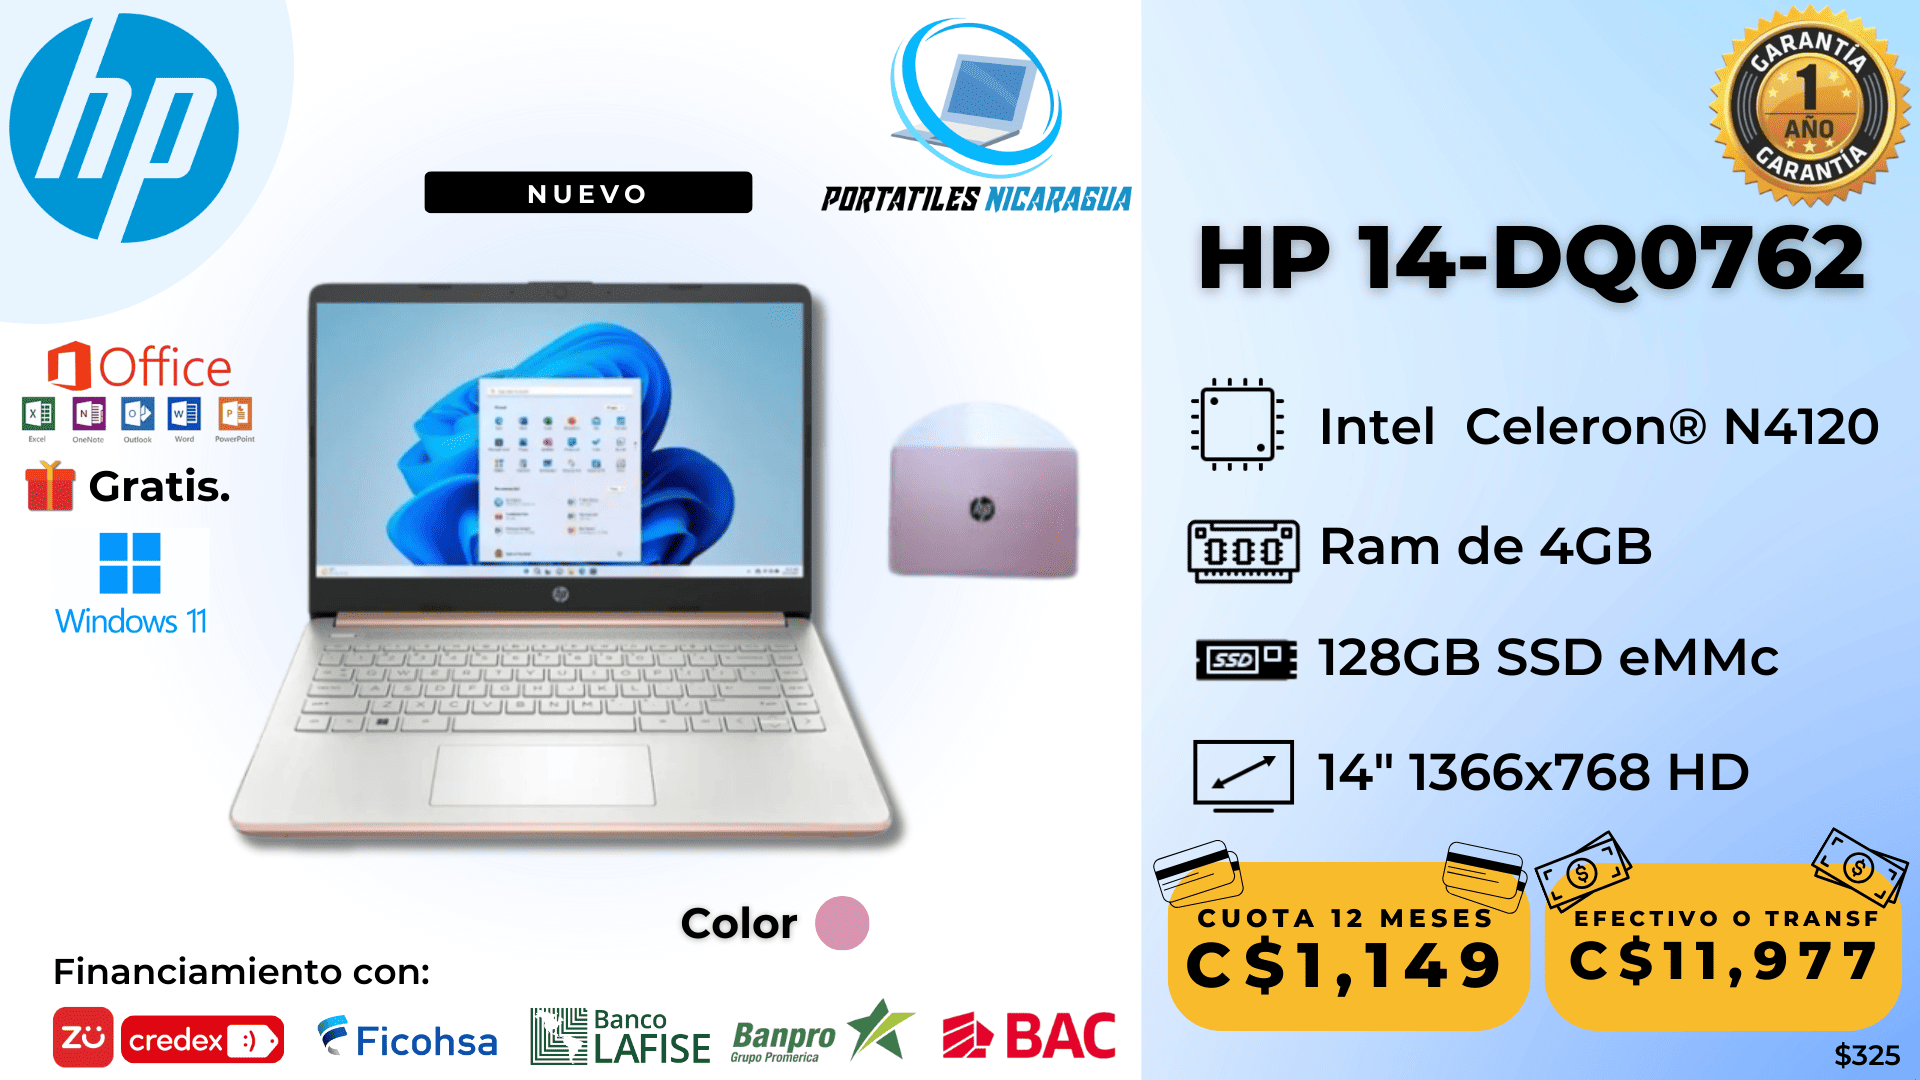 hp
NUEVO
PORTATILES NICARAGUA
Office
Excel
OneNote
Outlook
Word
PowerPoint
Gratis.
Windows 11
Color
Financiamiento con:
ZU
credex :)
Ficohsa
Banco
LAFISE
Banpro
Grupo Promerica
BAC
GARANTÍA
1
AÑO
GARANTÍA
HP 14-DQ0762
Intel Celeron® N4120
Ram de 4GB
SSD
128GB SSD eMMc
14" 1366x768 HD
CUOTA 12 MESES
C$1,149
EFECTIVO O TRANSF
C$11,977
$325